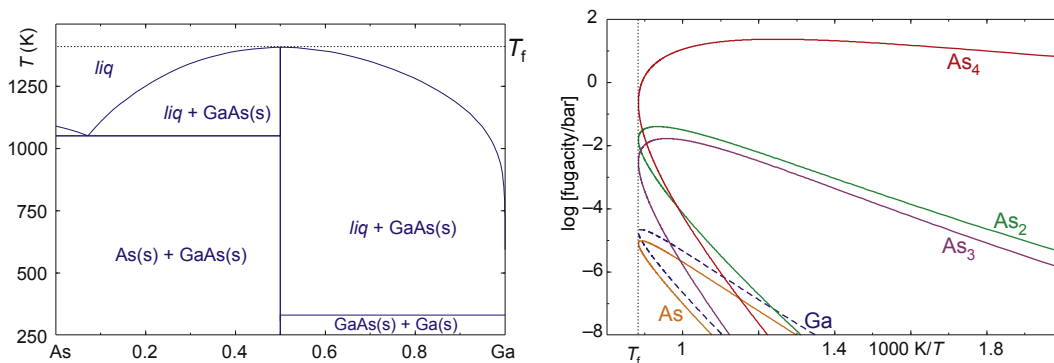 T (K)
1250
1000
750
500
250
As
0.2
0.4
0.6
0.8
Ga
liq
liq + GaAs(s)
As(s) + GaAs(s)
liq + GaAs(s)
GaAs(s) + Ga(s)
Tf
log [fugacity/bar]
2
0
−2
−4
−6
−8
As4
As2
As3
As
Ga
Tf
1
1.4
1000 K/T
1.8